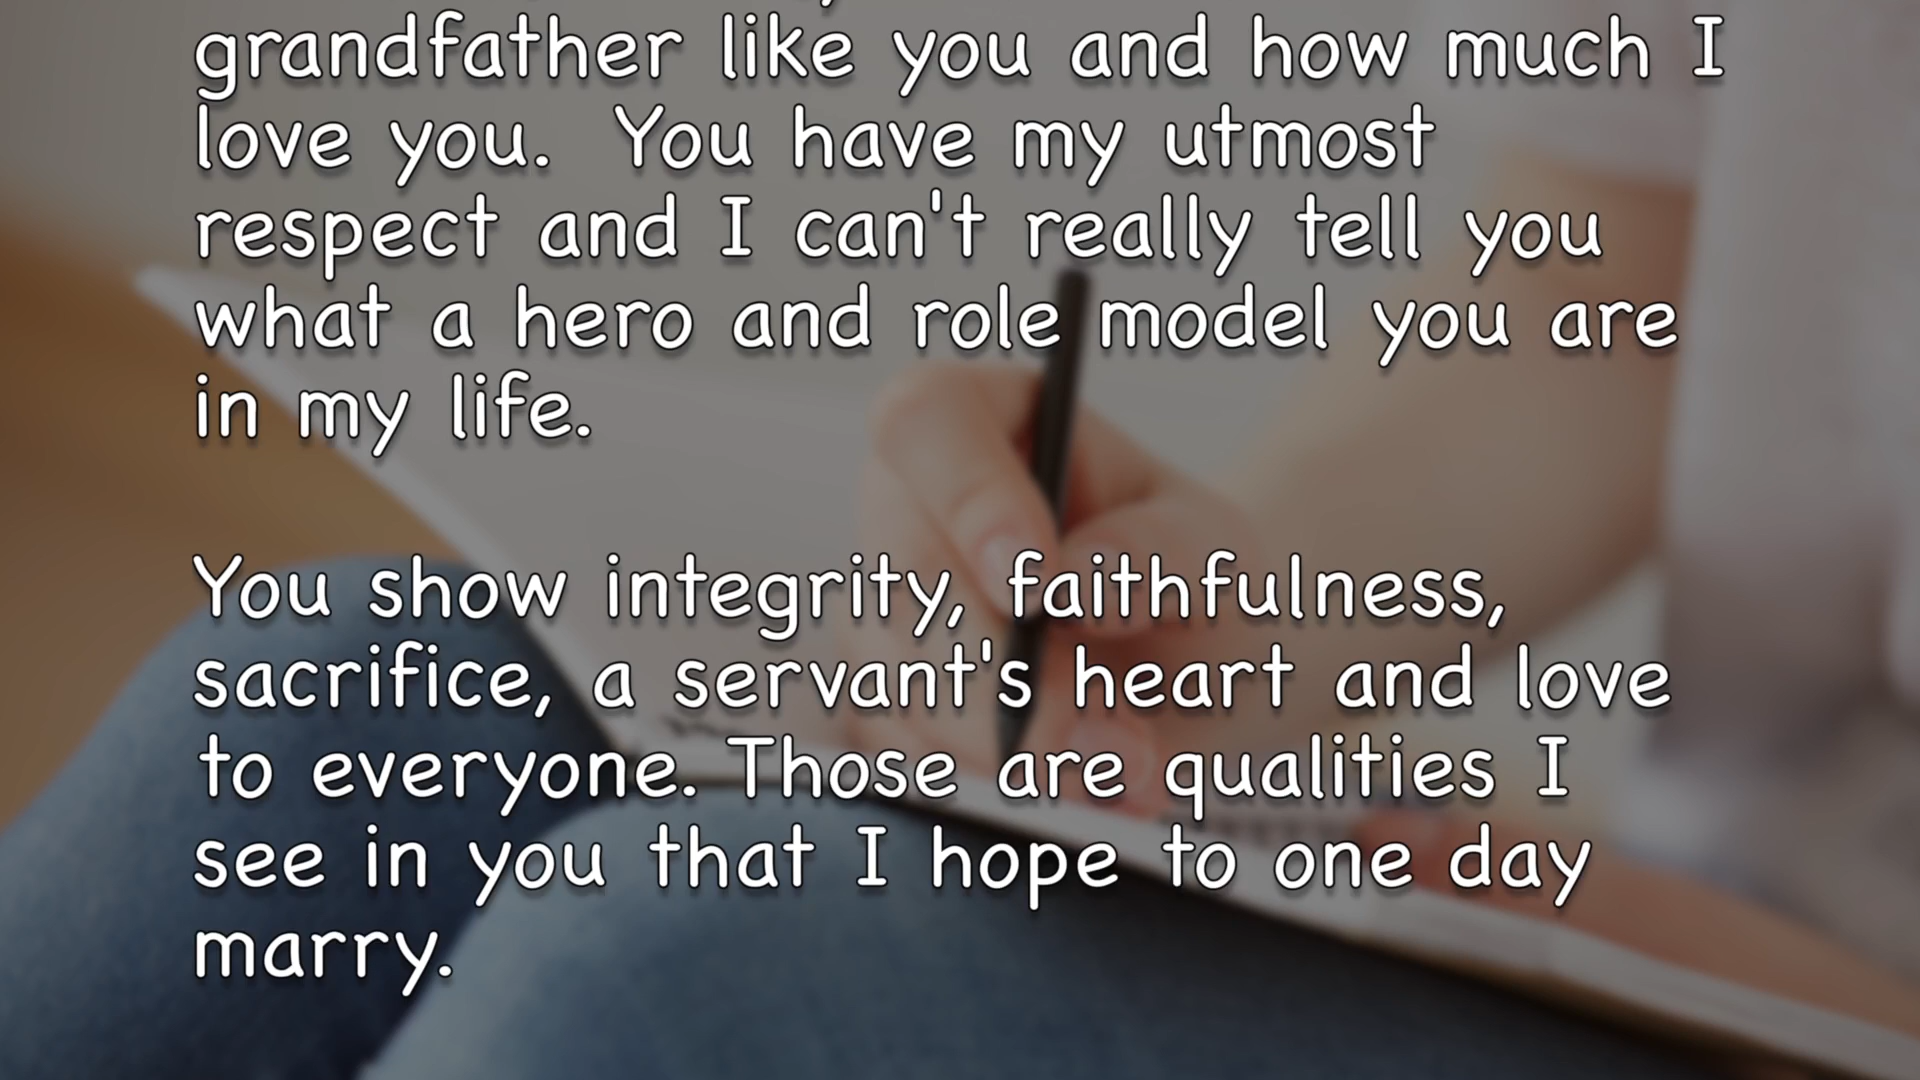 grandfather like you and how much I
love you.  You have my utmost
respect and I can't really tell you
what a hero and role model you are
in my life.
You show integrity, faithfulness,
sacrifice, a servant's heart and love
to everyone. Those are qualities I
see in you that I hope to one day
marry.